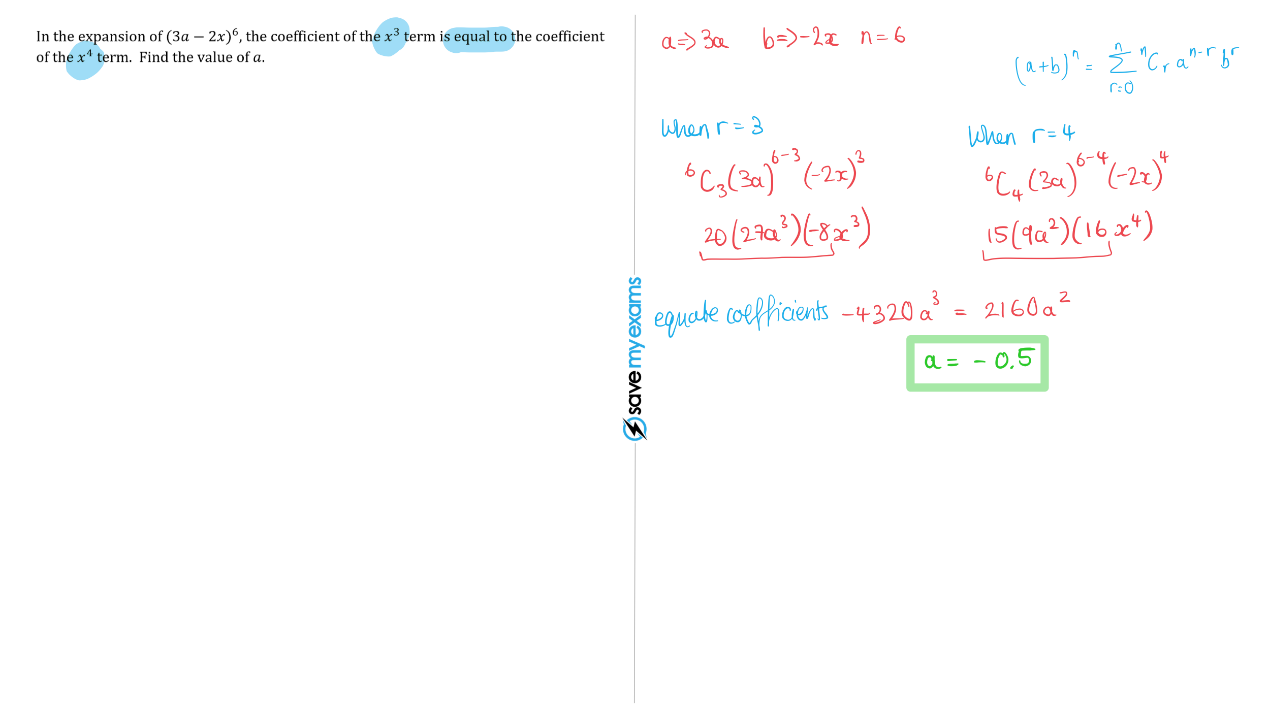 In the expansion of (3a − 2x)⁶, the coefficient of the x³ term is equal to the coefficient
of the x⁴ term. Find the value of a.
a => 3a b => -2x n = 6
(a+b)ⁿ = ∑ⁿᵣ₌₀ ⁿCᵣ aⁿ⁻ʳ bʳ
When r = 3
⁶C₃(3a)⁶⁻³(-2x)³
20(27a³)(-8x³)
When r = 4
⁶C₄(3a)⁶⁻⁴(-2x)⁴
15(9a²)(16x⁴)
equate coefficients -4320a³ = 2160a²
a = - 0.5
save my exams